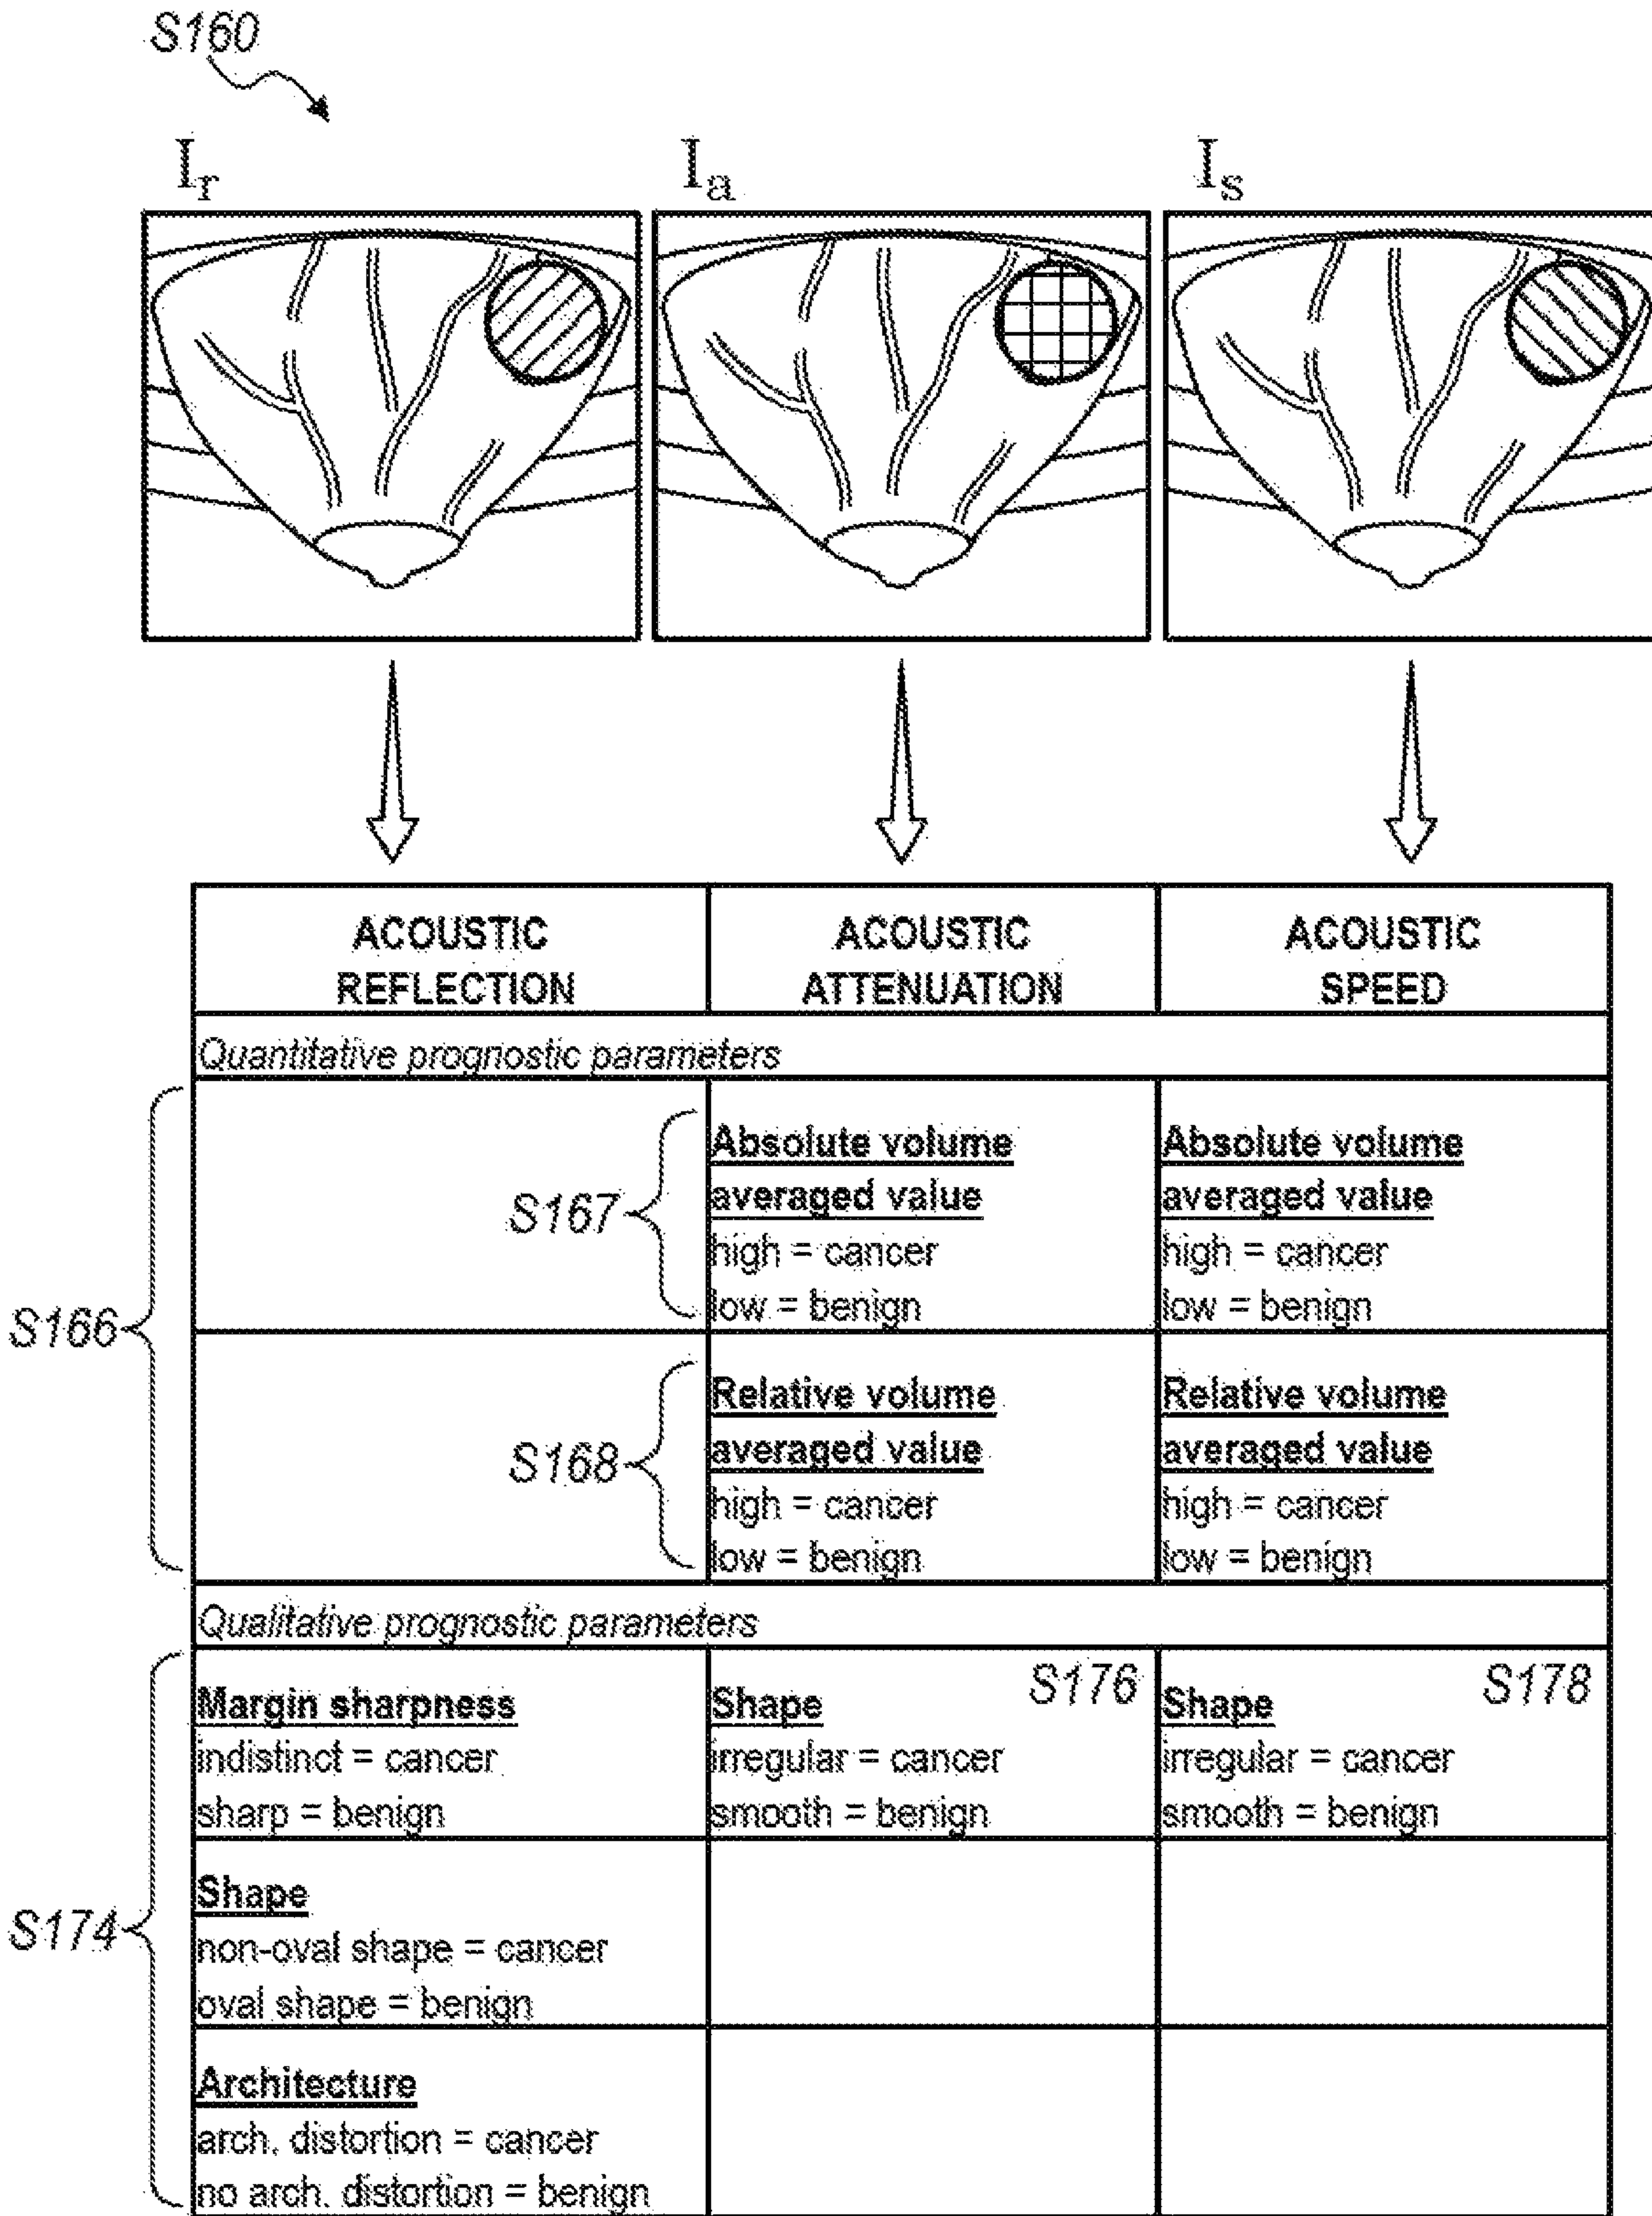 S160
I_r
I_a
I_s
ACOUSTIC
REFLECTION
ACOUSTIC
ATTENUATION
ACOUSTIC
SPEED
Quantitative prognostic parameters
S166
S167
Absolute volume
averaged value
high = cancer
low = benign
Absolute volume
averaged value
high = cancer
low = benign
S168
Relative volume
averaged value
high = cancer
low = benign
Relative volume
averaged value
high = cancer
low = benign
Qualitative prognostic parameters
S174
Margin sharpness
indistinct = cancer
sharp = benign
S176
Shape
irregular = cancer
smooth = benign
S178
Shape
irregular = cancer
smooth = benign
Shape
non-oval shape = cancer
oval shape = benign
Architecture
arch. distortion = cancer
no arch. distortion = benign